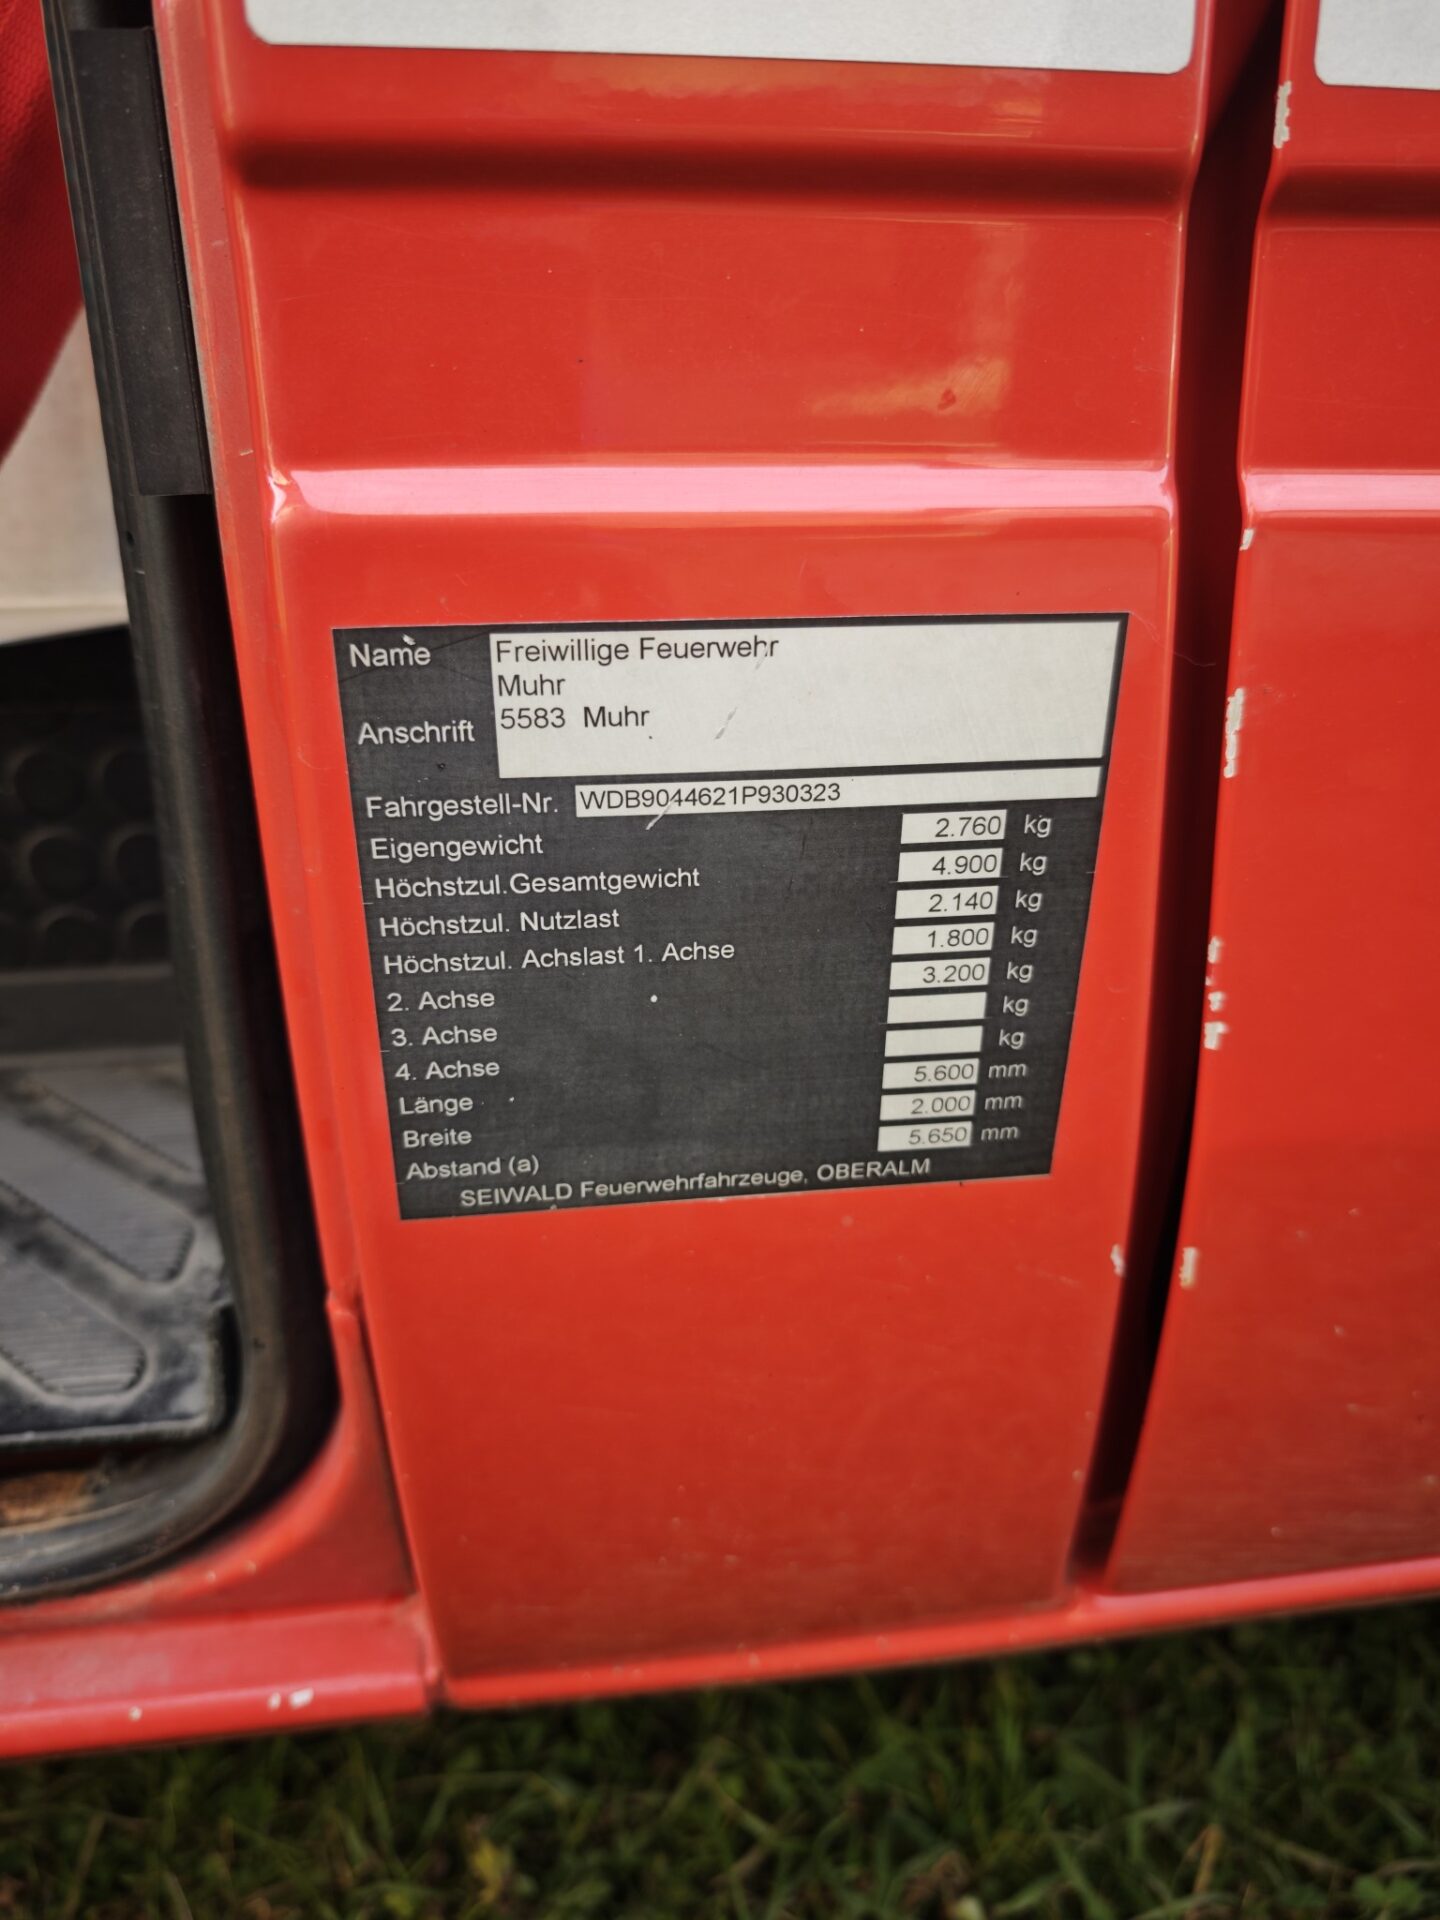 Name Freiwillige Feuerwehr
Muhr
Anschrift 5583 Muhr
Fahrgestell-Nr. WDB9044621P930323
Eigengewicht 2.760 kg
Höchstzul.Gesamtgewicht 4.900 kg
Höchstzul. Nutzlast 2.140 kg
Höchstzul. Achslast 1. Achse 1.800 kg
2. Achse 3.200 kg
3. Achse kg
4. Achse kg
Länge 5.600 mm
Breite 2.000 mm
Abstand (a) 5.650 mm
SEIWALD Feuerwehrfahrzeuge, OBERALM